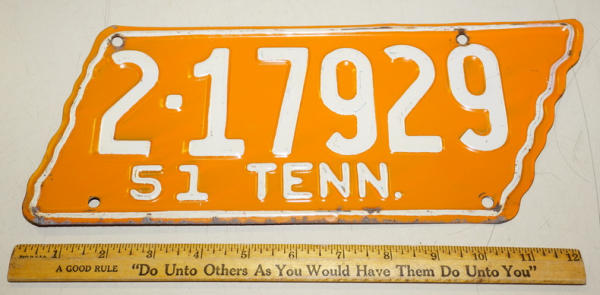 2·17929
51 TENN.
1 2 3 4 5 6 7 8 9 10 11 12
A GOOD RULE "Do Unto Others As You Would Have Them Do Unto You"